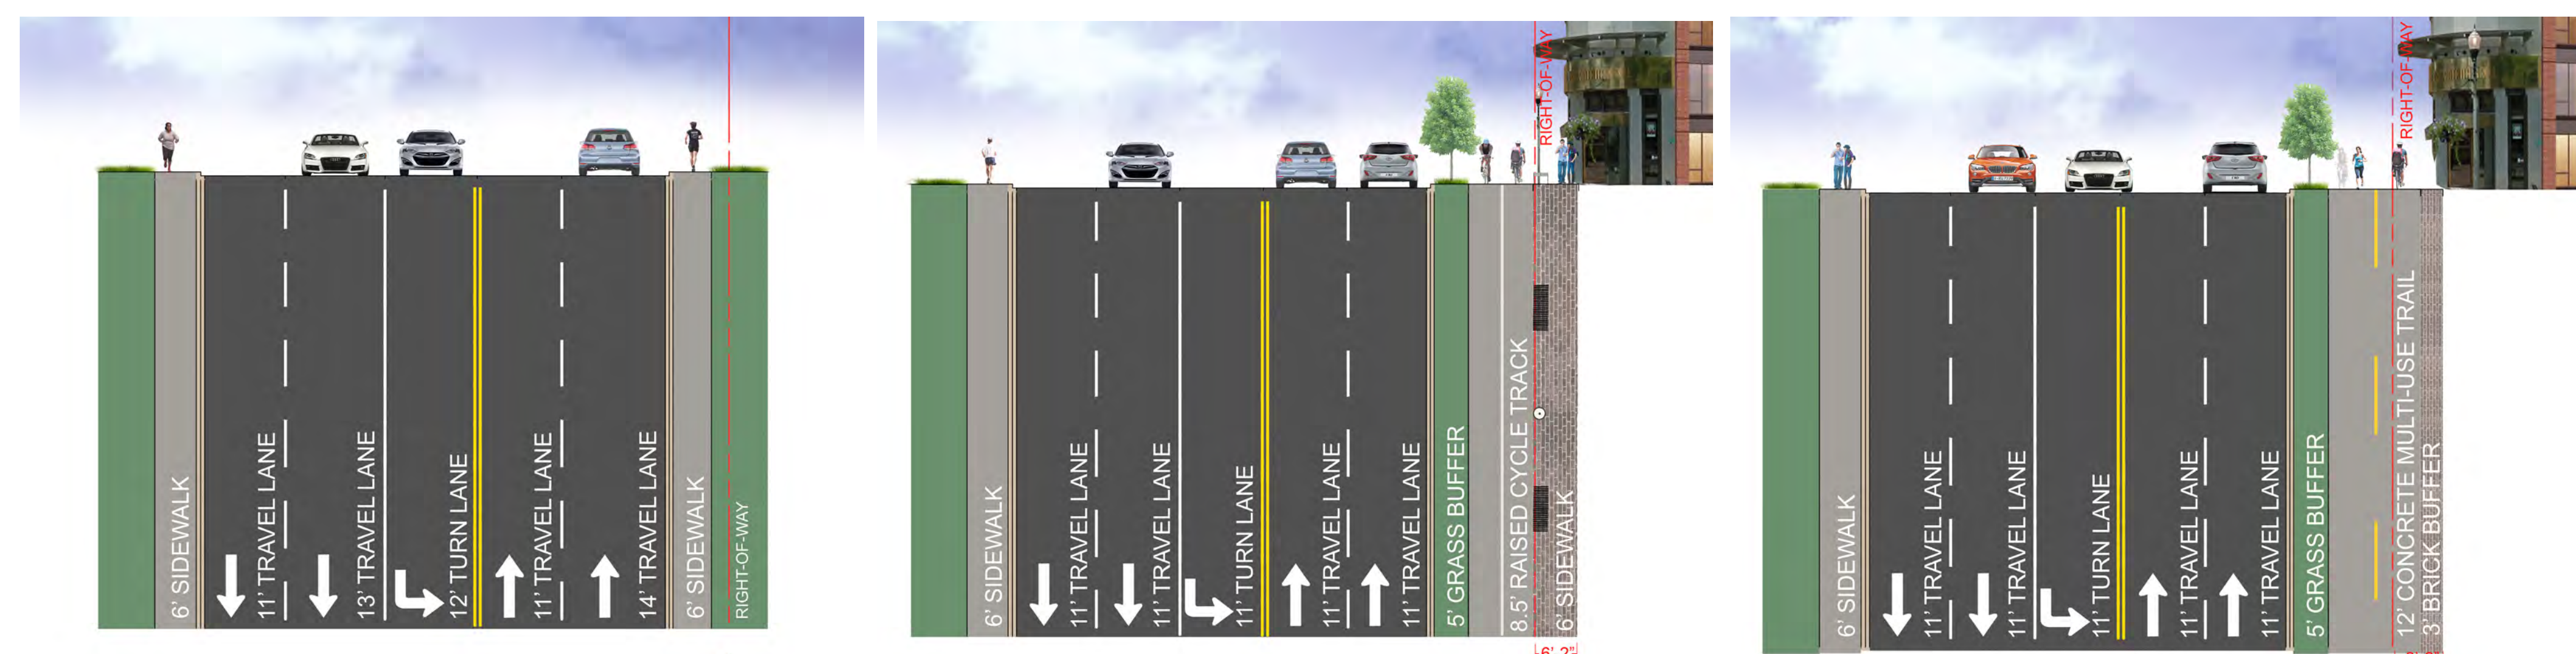 6' SIDEWALK
11' TRAVEL LANE
13' TRAVEL LANE
12' TURN LANE
11' TRAVEL LANE
14' TRAVEL LANE
6' SIDEWALK
RIGHT-OF-WAY
6' SIDEWALK
11' TRAVEL LANE
11' TRAVEL LANE
11' TURN LANE
11' TRAVEL LANE
11' TRAVEL LANE
5' GRASS BUFFER
8.5' RAISED CYCLE TRACK
RIGHT-OF-WAY
6' SIDEWALK
6' 2"
6' SIDEWALK
11' TRAVEL LANE
11' TRAVEL LANE
11' TURN LANE
11' TRAVEL LANE
11' TRAVEL LANE
5' GRASS BUFFER
RIGHT-OF-WAY
12' CONCRETE MULTI-USE TRAIL
3' BRICK BUFFER